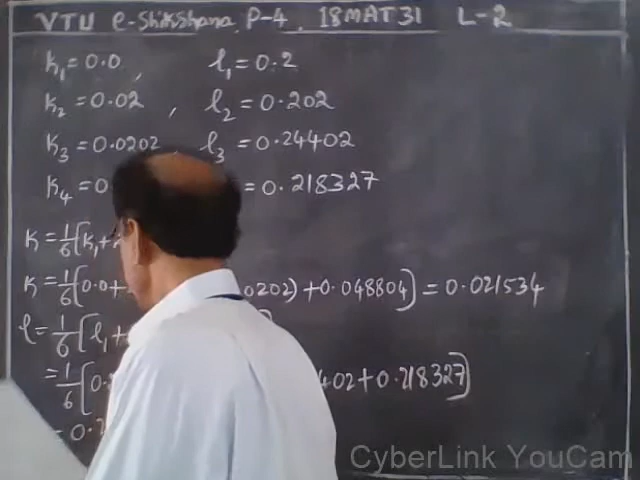 VTU e-Shikshana P-4, 18MAT31 L-2
k₁ = 0.0 , l₁ = 0.2
k₂ = 0.02 , l₂ = 0.202
k₃ = 0.0202 , l₃ = 0.24402
k₄ = 0 = 0.218327
k = 1/6 [k₁ +
k = 1/6 [0.0 + 0202) + 0.048804] = 0.021534
l = 1/6 [l₁ + ]
= 1/6 [0. 402 + 0.218327]
= 0.
CyberLink YouCam